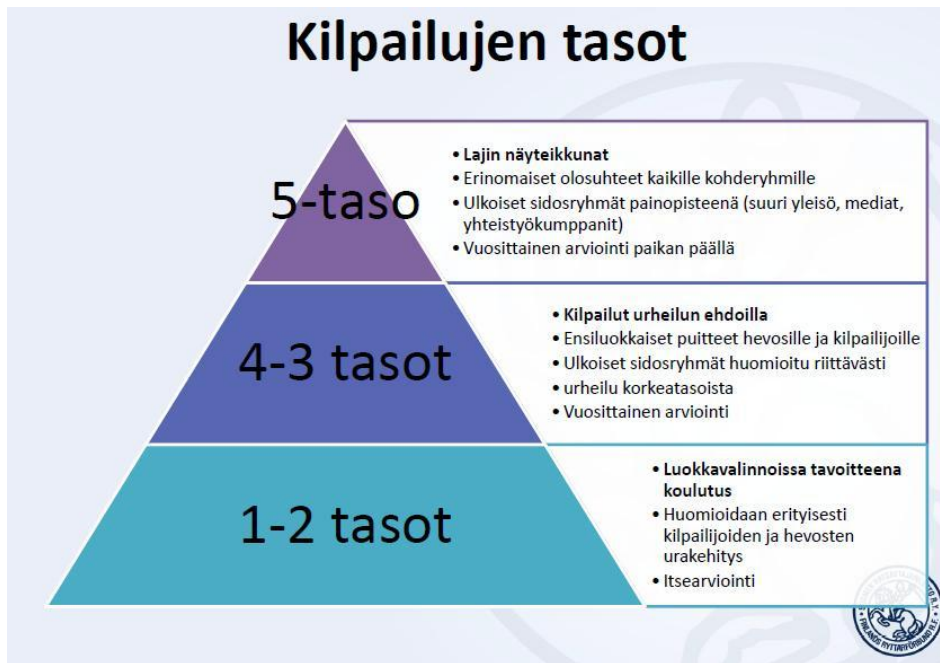 Kilpailujen tasot
5-taso
• Lajin näyteikkunat
• Erinomaiset olosuhteet kaikille kohderyhmille
• Ulkoiset sidosryhmät painopisteenä (suuri yleisö, mediat,
yhteistyökumppanit)
• Vuosittainen arviointi paikan päällä
4-3 tasot
• Kilpailut urheilun ehdoilla
• Ensiluokkaiset puitteet hevosille ja kilpailijoille
• Ulkoiset sidosryhmät huomioitu riittävästi
• urheilu korkeatasoista
• Vuosittainen arviointi
1-2 tasot
• Luokkavalinnoissa tavoitteena
koulutus
• Huomioidaan erityisesti
kilpailijoiden ja hevosten
urakehitys
• Itsearviointi
FINLANDS RYTTARFÖRBUND R.F.